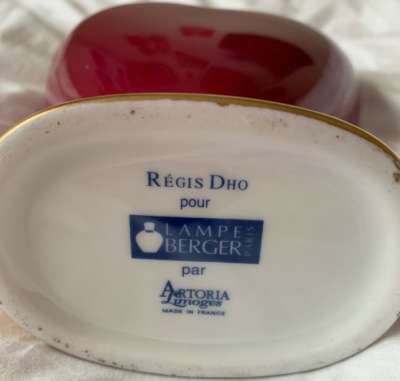 RÉGIS DHO
pour
LAMPE
BERGER
PARIS
par
ARTORIA
Limoges
MADE IN FRANCE